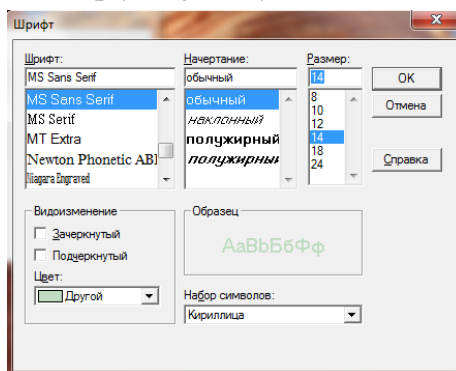 Шрифт
Шрифт:
MS Sans Serif
MS Sans Serif
MS Serif
MT Extra
Newton Phonetic ABI
Niagara Engraved
Начертание:
обычный
обычный
наклонный
полужирный
полужирный
Размер:
14
8
10
12
14
18
24
ОК
Отмена
Справка
Видоизменение
Зачеркнутый
Подчеркнутый
Цвет:
Другой
Образец
АаBbБбФф
Набор символов:
Кириллица